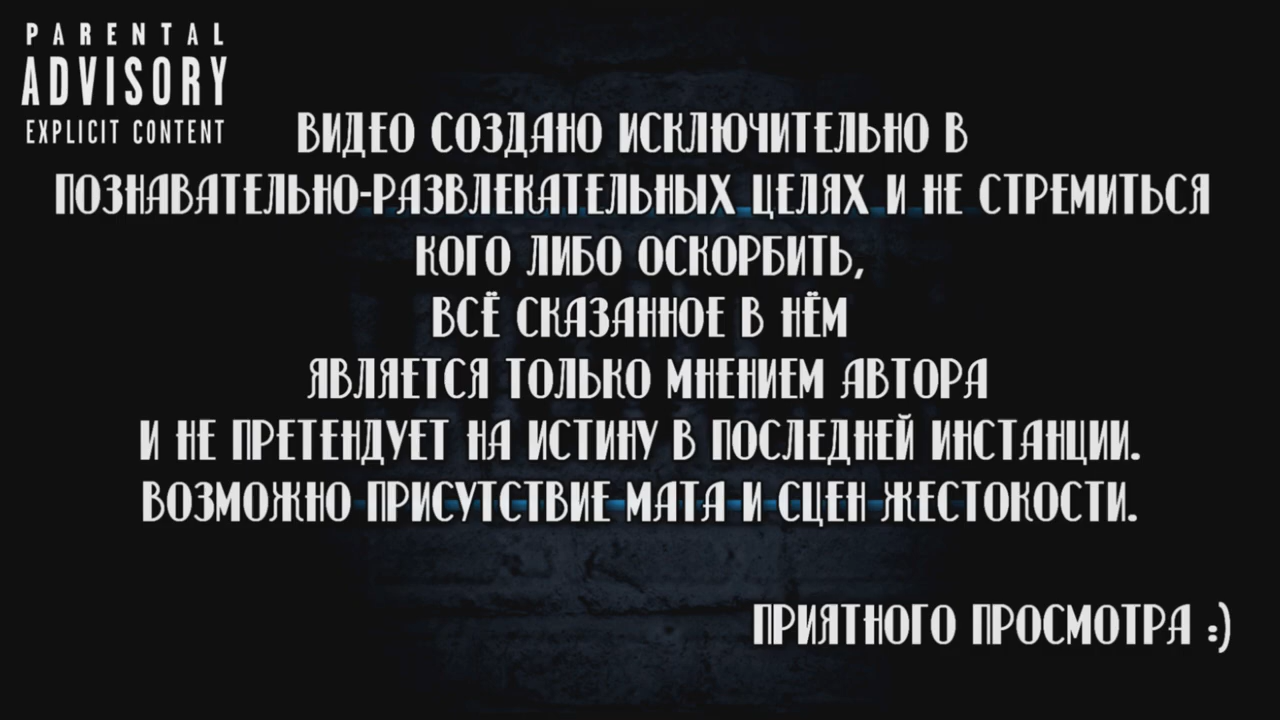 PARENTAL
ADVISORY
EXPLICIT CONTENT
ВИДЕО СОЗДАНО ИСКЛЮЧИТЕЛЬНО В
ПОЗНАВАТЕЛЬНО-РАЗВЛЕКАТЕЛЬНЫХ ЦЕЛЯХ И НЕ СТРЕМИТЬСЯ
КОГО ЛИБО ОСКОРБИТЬ,
ВСЁ СКАЗАННОЕ В НЁМ
ЯВЛЯЕТСЯ ТОЛЬКО МНЕНИЕМ АВТОРА
И НЕ ПРЕТЕНДУЕТ НА ИСТИНУ В ПОСЛЕДНЕЙ ИНСТАНЦИИ.
ВОЗМОЖНО ПРИСУТСТВИЕ МАТА И СЦЕН ЖЕСТОКОСТИ.
ПРИЯТНОГО ПРОСМОТРА :)